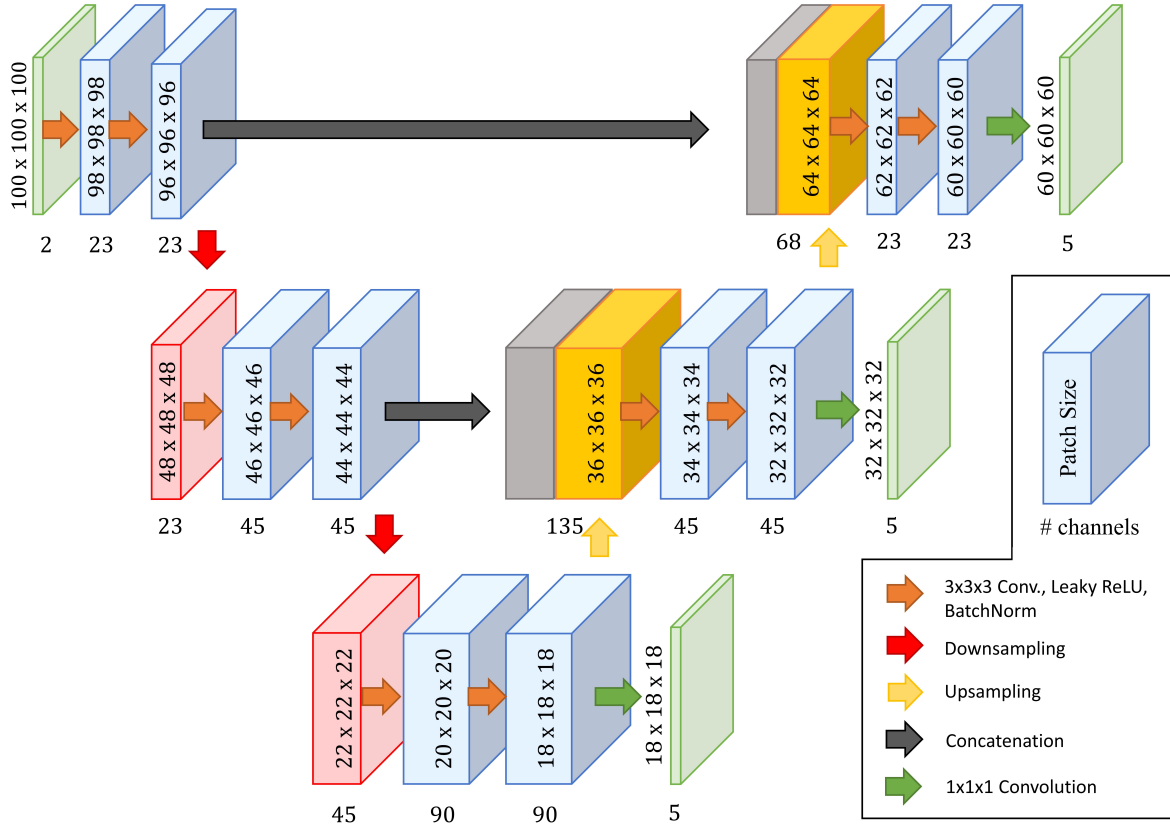 100 x 100 x 100
98 x 98 x 98
96 x 96 x 96
64 x 64 x 64
62 x 62 x 62
60 x 60 x 60
60 x 60 x 60
2
23
23
68
23
23
5
48 x 48 x 48
46 x 46 x 46
44 x 44 x 44
36 x 36 x 36
34 x 34 x 34
32 x 32 x 32
32 x 32 x 32
23
45
45
135
45
45
5
22 x 22 x 22
20 x 20 x 20
18 x 18 x 18
18 x 18 x 18
45
90
90
5
Patch Size
# channels
3x3x3 Conv., Leaky ReLU,
BatchNorm
Downsampling
Upsampling
Concatenation
1x1x1 Convolution